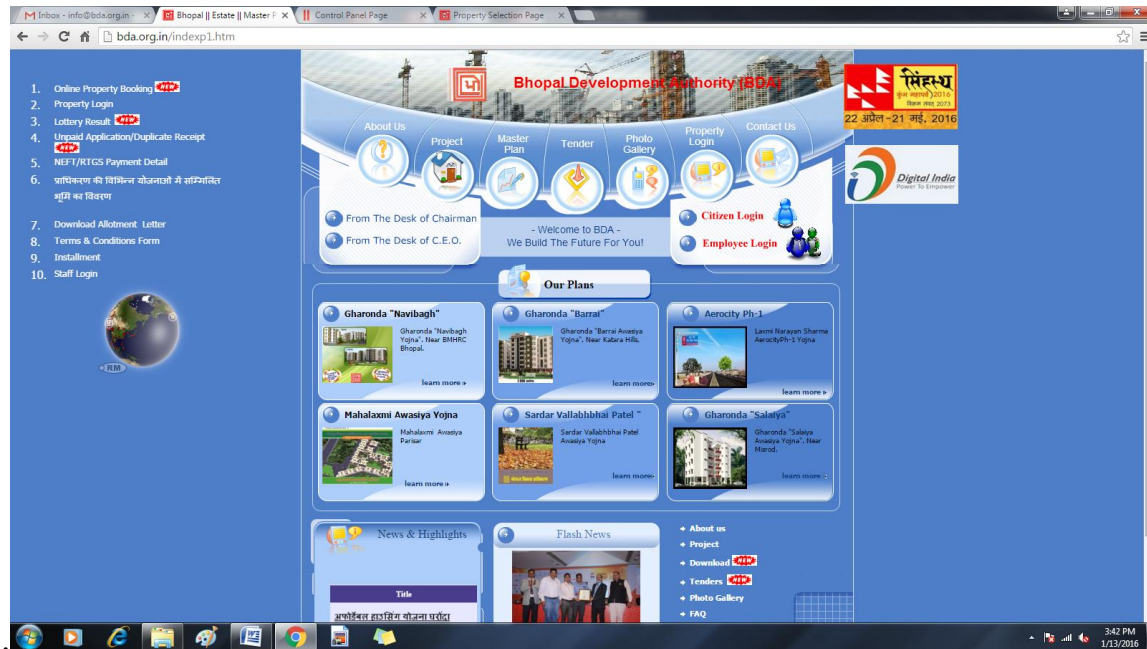 Inbox - info@bda.org.in -
Bhopal || Estate || Master P
Control Panel Page
Property Selection Page
bda.org.in/indexp1.htm
1. Online Property Booking NEW
2. Property Login
3. Lottery Result NEW
4. Unpaid Application/Duplicate Receipt
NEW
5. NEFT/RTGS Payment Detail
6. प्राधिकरण की विभिन्न योजनाओं में सम्मिलित
भूमि का विवरण
7. Download Allotment Letter
8. Terms & Conditions Form
9. Installment
10. Staff Login
RM
Bhopal Development Authority (BDA)
About Us
Project
Master
Plan
Tender
Photo
Gallery
Property
Login
Contact Us
From The Desk of Chairman
From The Desk of C.E.O.
- Welcome to BDA -
We Build The Future For You!
Citizen Login
Employee Login
सिंहस्थ
कुंभ महापर्व 2016
विक्रम संवत् 2073
22 अप्रैल-21 मई, 2016
Digital India
Power To Empower
Our Plans
Gharonda "Navibagh"
Gharonda "Navibagh
Yojna". Near BMHRC
Bhopal.
learn more »
Gharonda "Barrai"
Gharonda "Barrai Awasiya
Yojna". Near Katara Hills.
learn more»
Aerocity Ph-1
Laxmi Narayan Sharma
AerocityPh-1 Yojna
learn more »
Mahalaxmi Awasiya Yojna
Mahalaxmi Awasiya
Parisar
learn more »
Sardar Vallabhbhai Patel "
Sardar Vallabhbhai Patel
Awasiya Yojna
learn more»
Gharonda "Salaiya"
Gharonda "Salaiya
Awasiya Yojna". Near
Misrod.
learn more »
News & Highlights
Title
अफोर्डेबल हाउसिंग योजना घरोंदा
Flash News
About us
Project
Download NEW
Tenders NEW
Photo Gallery
FAQ
3:42 PM
1/13/2016